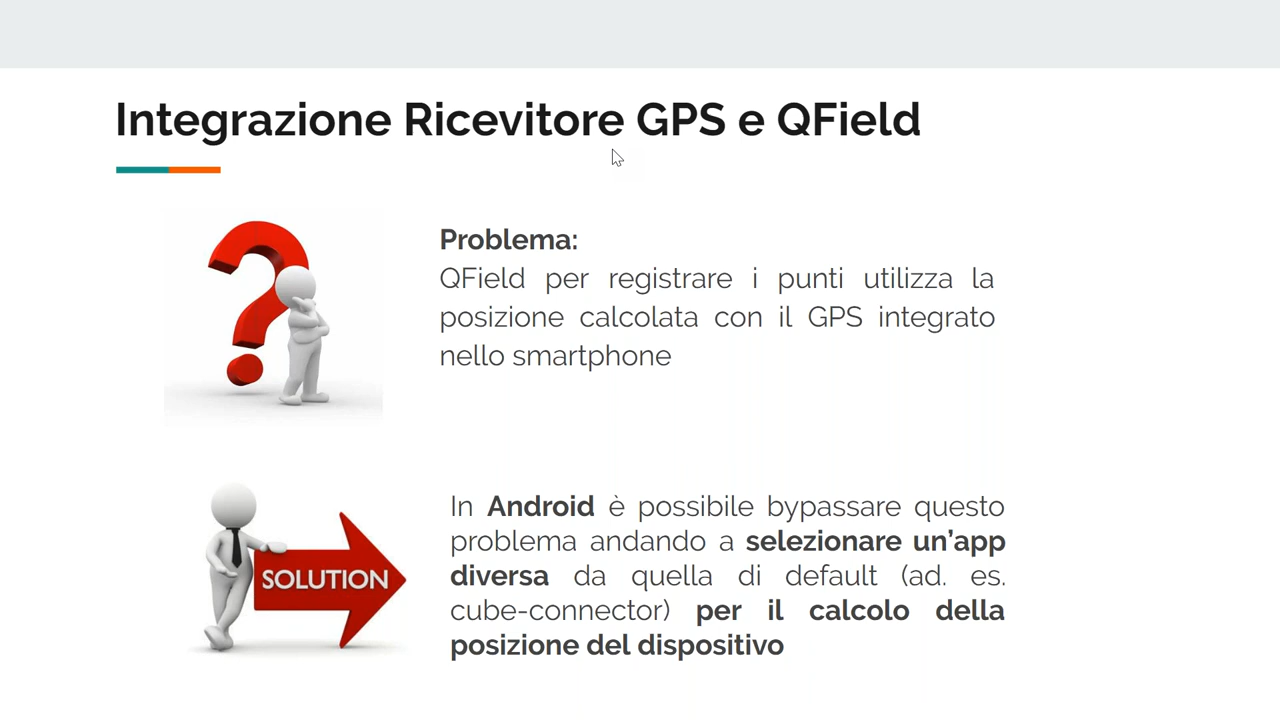 Integrazione Ricevitore GPS e QField
Problema:
QField per registrare i punti utilizza la
posizione calcolata con il GPS integrato
nello smartphone
In Android è possibile bypassare questo
problema andando a selezionare un'app
diversa da quella di default (ad. es.
cube-connector) per il calcolo della
posizione del dispositivo
SOLUTION